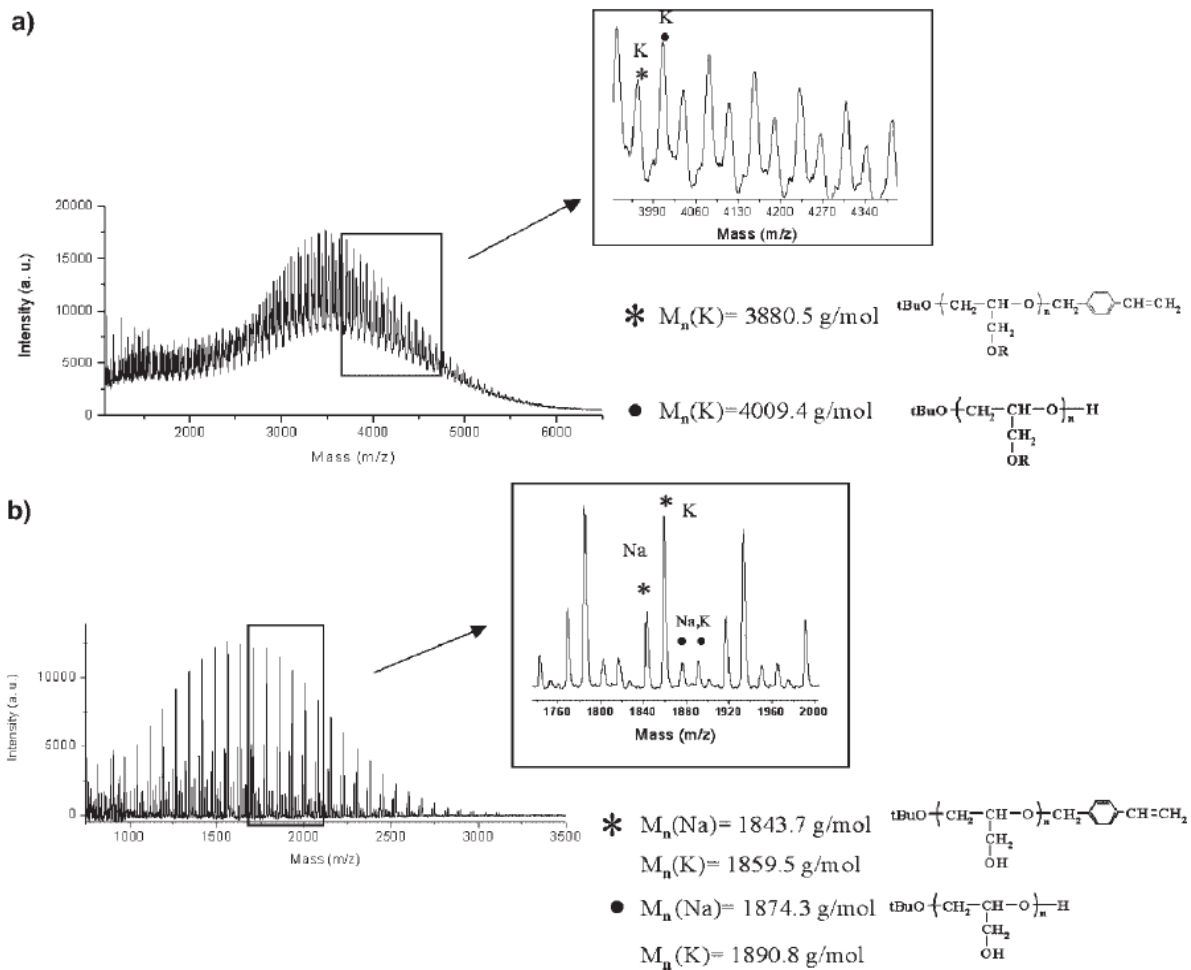 a)
K
K
3990 4060 4130 4200 4270 4340
Mass (m/z)
20000
15000
10000
5000
0
Intensity (a. u.)
2000 3000 4000 5000 6000
Mass (m/z)
* Mn(K)= 3880.5 g/mol
tBuO CH2 CH O n CH2 CH=CH2
CH2
OR
● Mn(K)=4009.4 g/mol
tBuO CH2 CH O n H
CH2
OR
b)
K
Na
Na,K
1760 1800 1840 1880 1920 1960 2000
Mass (m/z)
10000
5000
0
Intensity (a. u.)
1000 1500 2000 2500 3000 3500
Mass (m/z)
* Mn(Na)= 1843.7 g/mol
Mn(K)= 1859.5 g/mol
tBuO CH2 CH O n CH2 CH=CH2
CH2
OH
● Mn(Na)= 1874.3 g/mol
Mn(K)= 1890.8 g/mol
tBuO CH2 CH O n H
CH2
OH